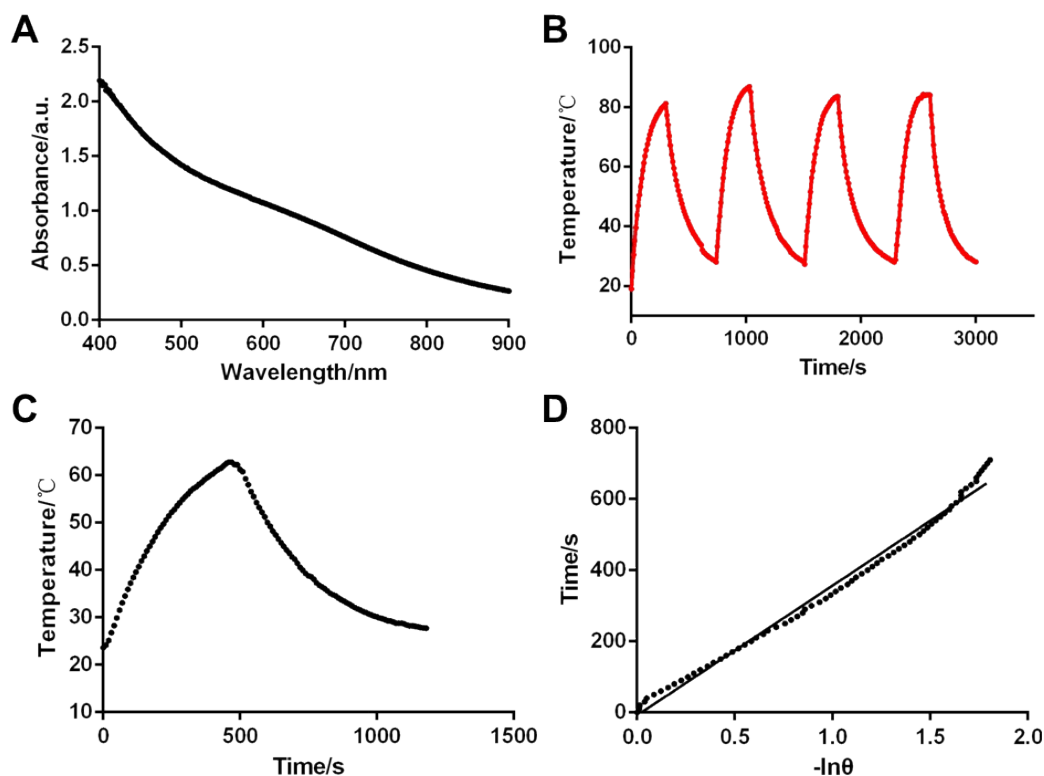 A
2.5
2.0
1.5
1.0
0.5
0.0
400 500 600 700 800 900
Absorbance/a.u.
Wavelength/nm
B
100
80
60
40
20
0 1000 2000 3000
Temperature/℃
Time/s
C
70
60
50
40
30
20
10
0 500 1000 1500
Temperature/℃
Time/s
D
800
600
400
200
0
0.0 0.5 1.0 1.5 2.0
Time/s
-lnθ